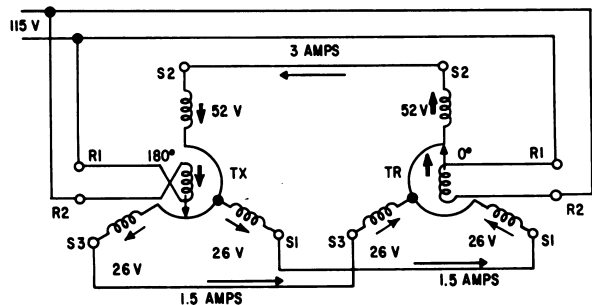 115 V
3 AMPS
S2
S2
52 V
52 V
R1
180°
TX
TR
0°
R1
R2
R2
S3
S1
S3
S1
26 V
26 V
26 V
26 V
1.5 AMPS
1.5 AMPS